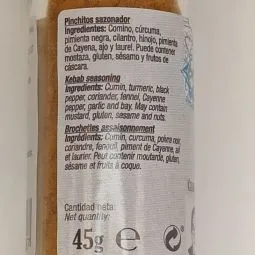 Pinchitos sazonador
Ingredientes: Comino, cúrcuma,
pimienta negra, cilantro, hinojo, pimienta
de Cayena, ajo y laurel. Puede contener
mostaza, gluten, sésamo y frutos de
cáscara.
Kebab seasoning
Ingredients: Cumin, turmeric, black
pepper, coriander, fennel, Cayenne
pepper, garlic and bay. May contain
mustard, gluten, sesame and nuts.
Brochettes assaisonnement
Ingrédients: Cumin, curcuma, poivre noir,
coriandre, fenouil, piment de Cayenne, ail
et laurier. Peut contenir moutarde, gluten,
sésame et fruits à coque.
Cantidad neta:
Net quantity:
45g e